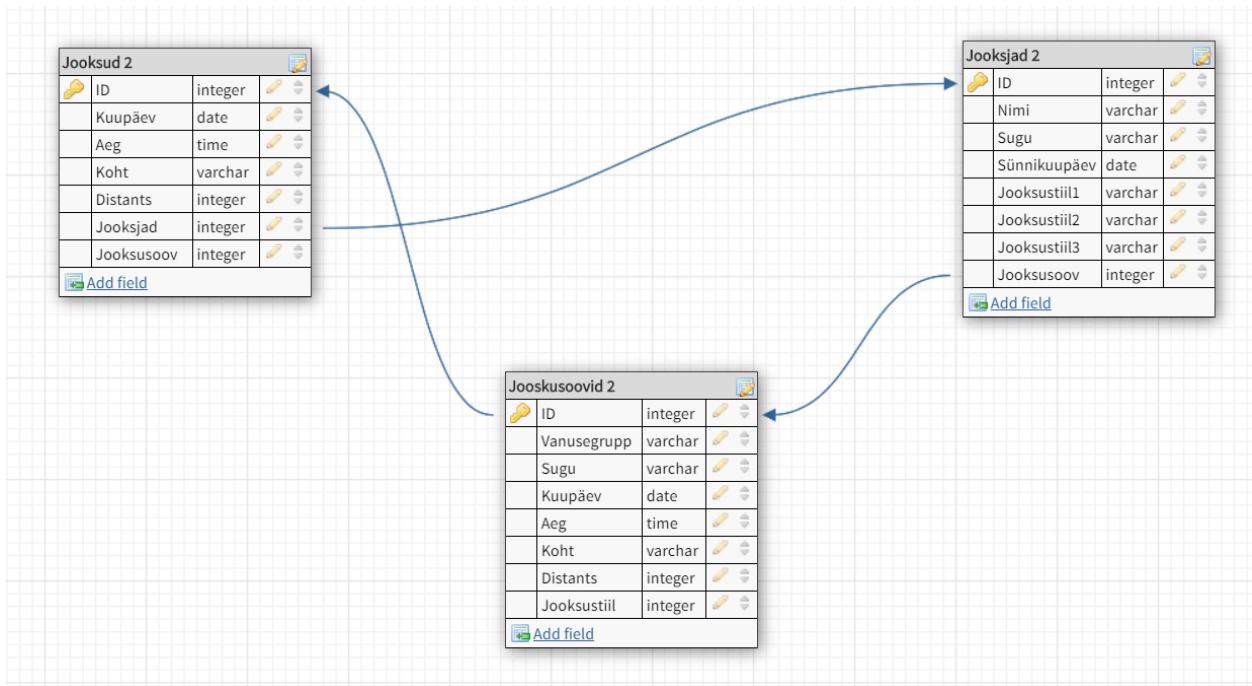 Jooksud 2
ID integer
Kuupäev date
Aeg time
Koht varchar
Distants integer
Jooksjad integer
Jooksusoov integer
Add field
Jooksjad 2
ID integer
Nimi varchar
Sugu varchar
Sünnikuupäev date
Jooksustiil1 varchar
Jooksustiil2 varchar
Jooksustiil3 varchar
Jooksusoov integer
Add field
Jooskusoovid 2
ID integer
Vanusegrupp varchar
Sugu varchar
Kuupäev date
Aeg time
Koht varchar
Distants integer
Jooksustiil integer
Add field